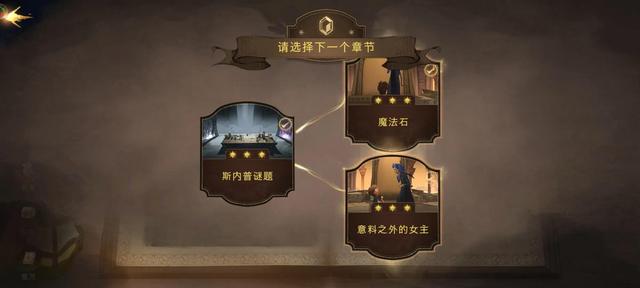 请选择下一个章节
魔法石
斯内普谜题
意料之外的女主